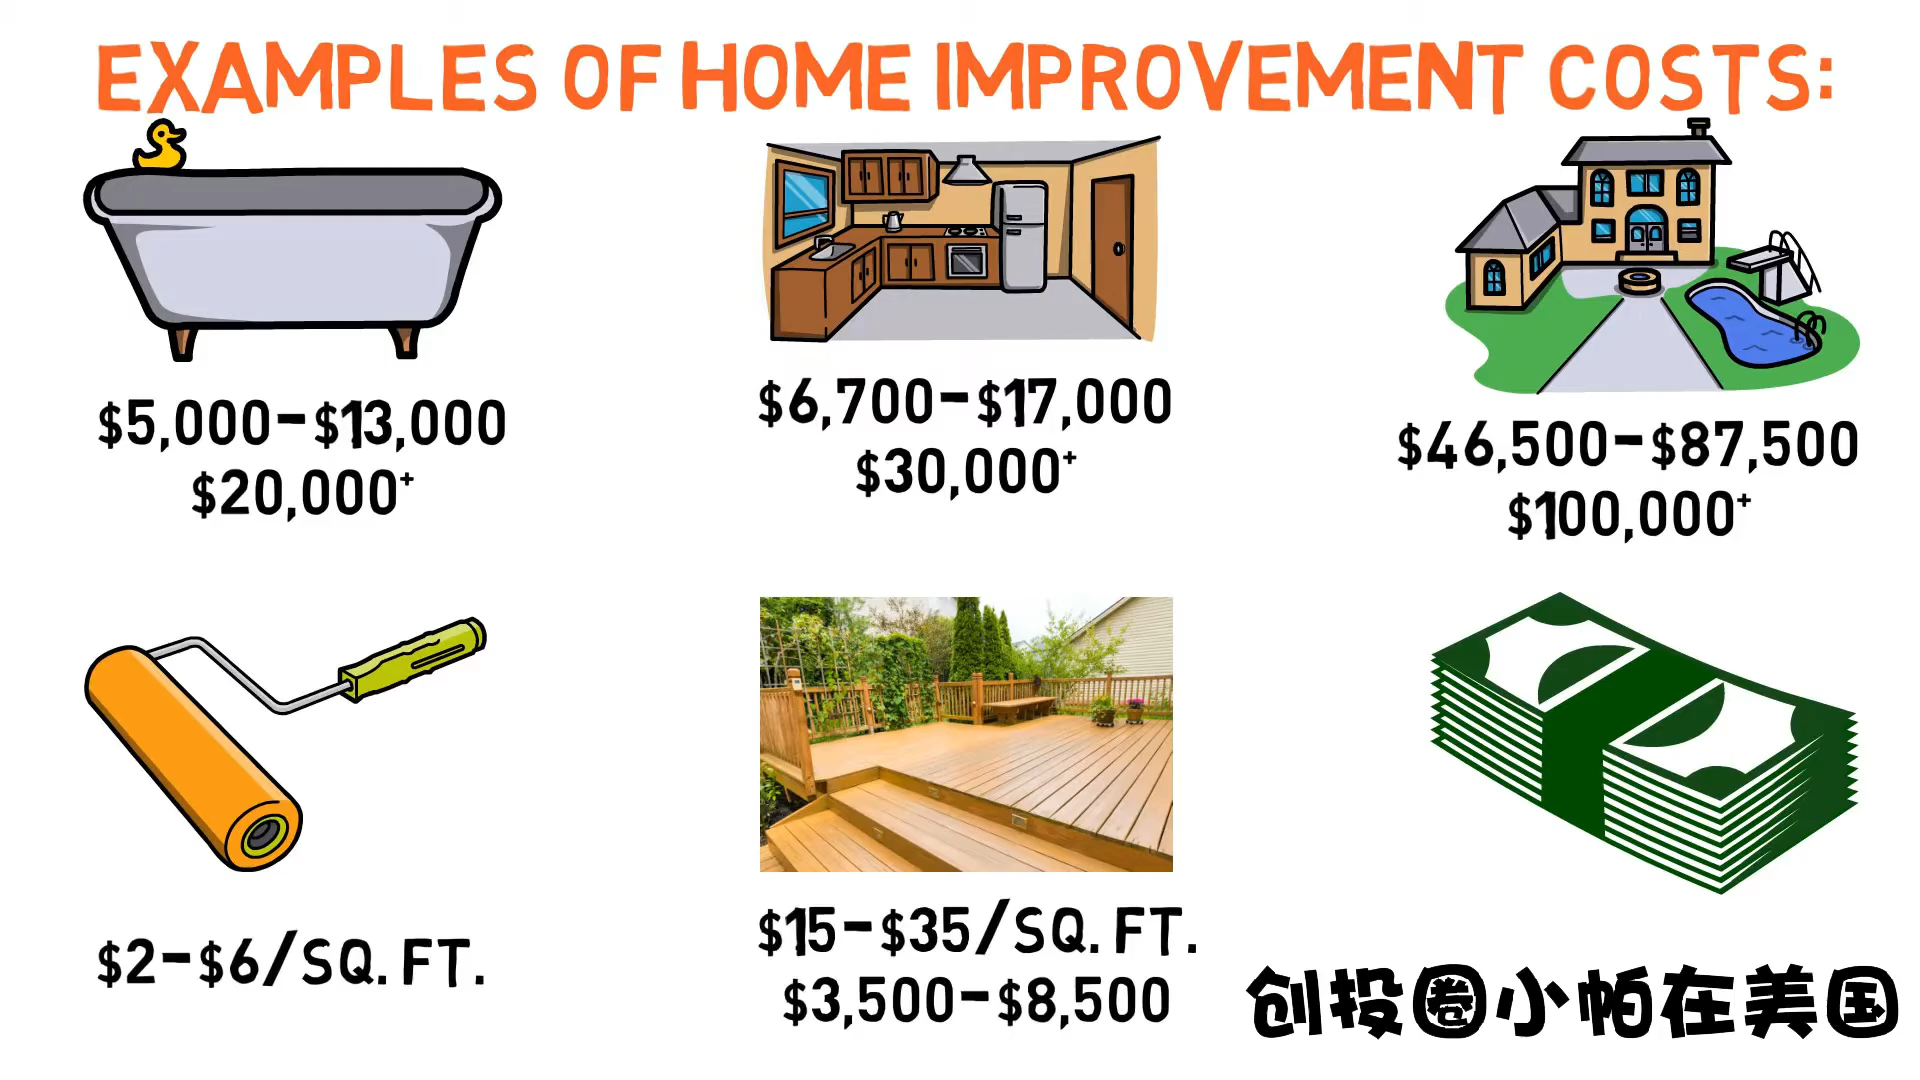 EXAMPLES OF HOME IMPROVEMENT COSTS:
$5,000-$13,000
$20,000+
$6,700-$17,000
$30,000+
$46,500-$87,500
$100,000+
$2-$6/SQ. FT.
$15-$35/SQ. FT.
$3,500-$8,500
创投圈小帕在美国